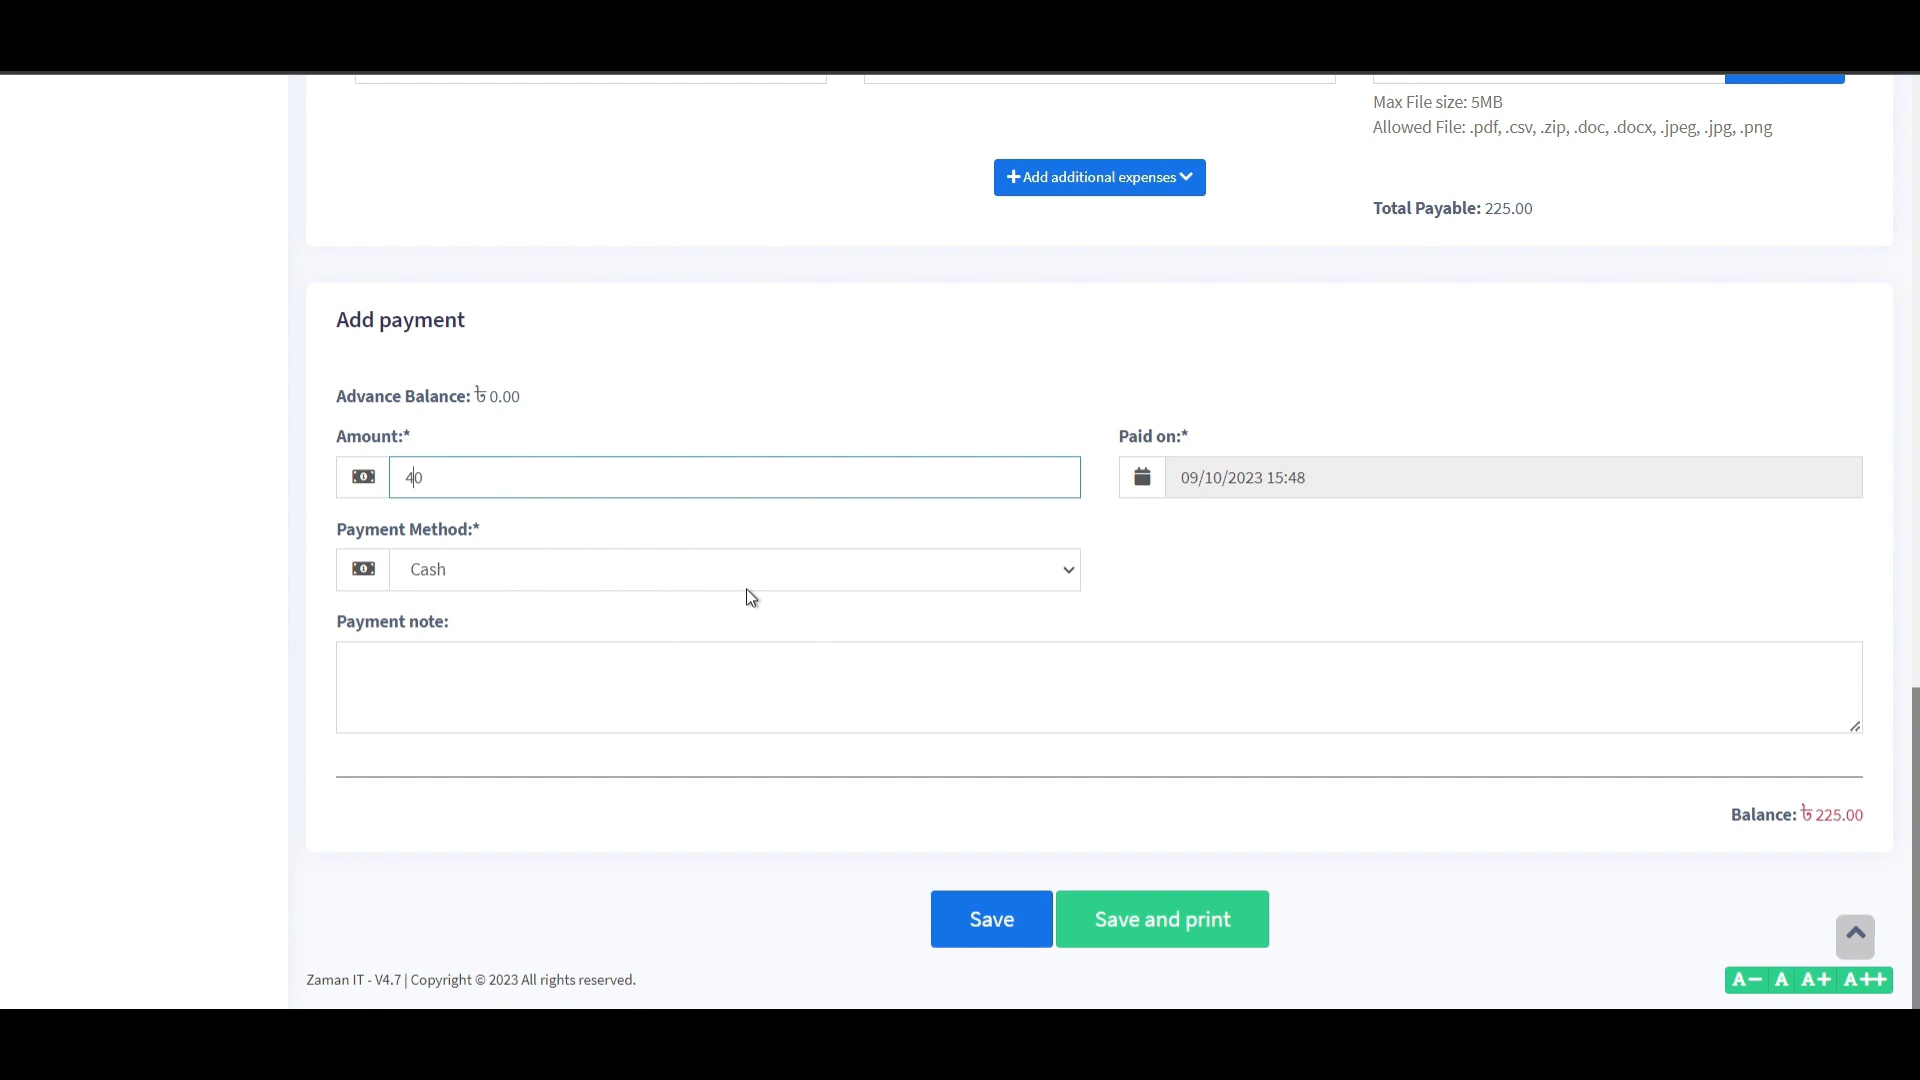 Max File size: 5MB
Allowed File: .pdf, .csv, .zip, .doc, .docx, .jpeg, .jpg, .png
Add additional expenses
Total Payable: 225.00
Add payment
Advance Balance: ৳ 0.00
Amount:*
Paid on:*
40
09/10/2023 15:48
Payment Method:*
Cash
Payment note:
Balance: ৳ 225.00
Save
Save and print
Zaman IT - V4.7 | Copyright © 2023 All rights reserved.
A- A A+ A++